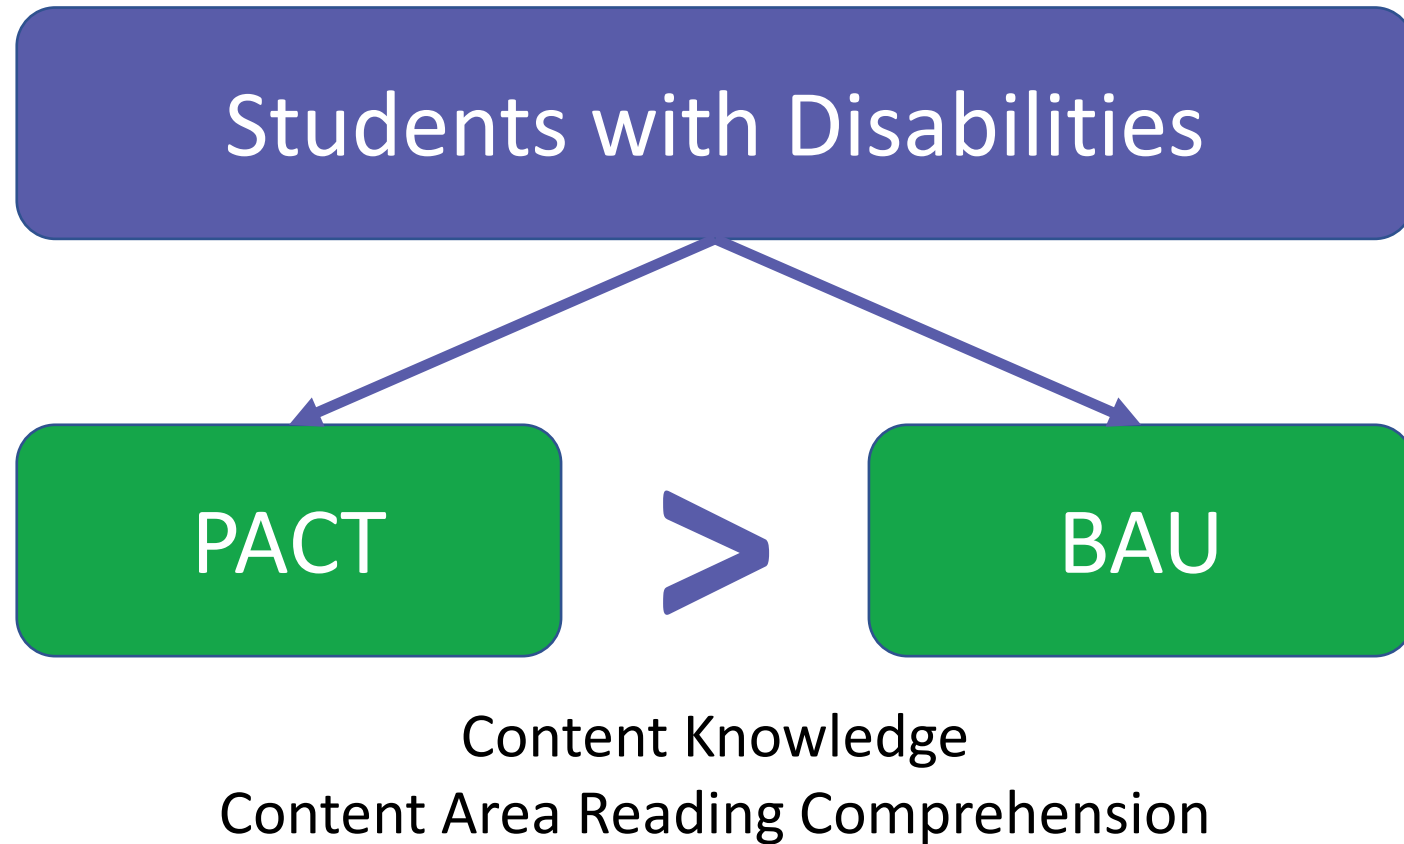 Students with Disabilities
PACT > BAU
Content Knowledge
Content Area Reading Comprehension